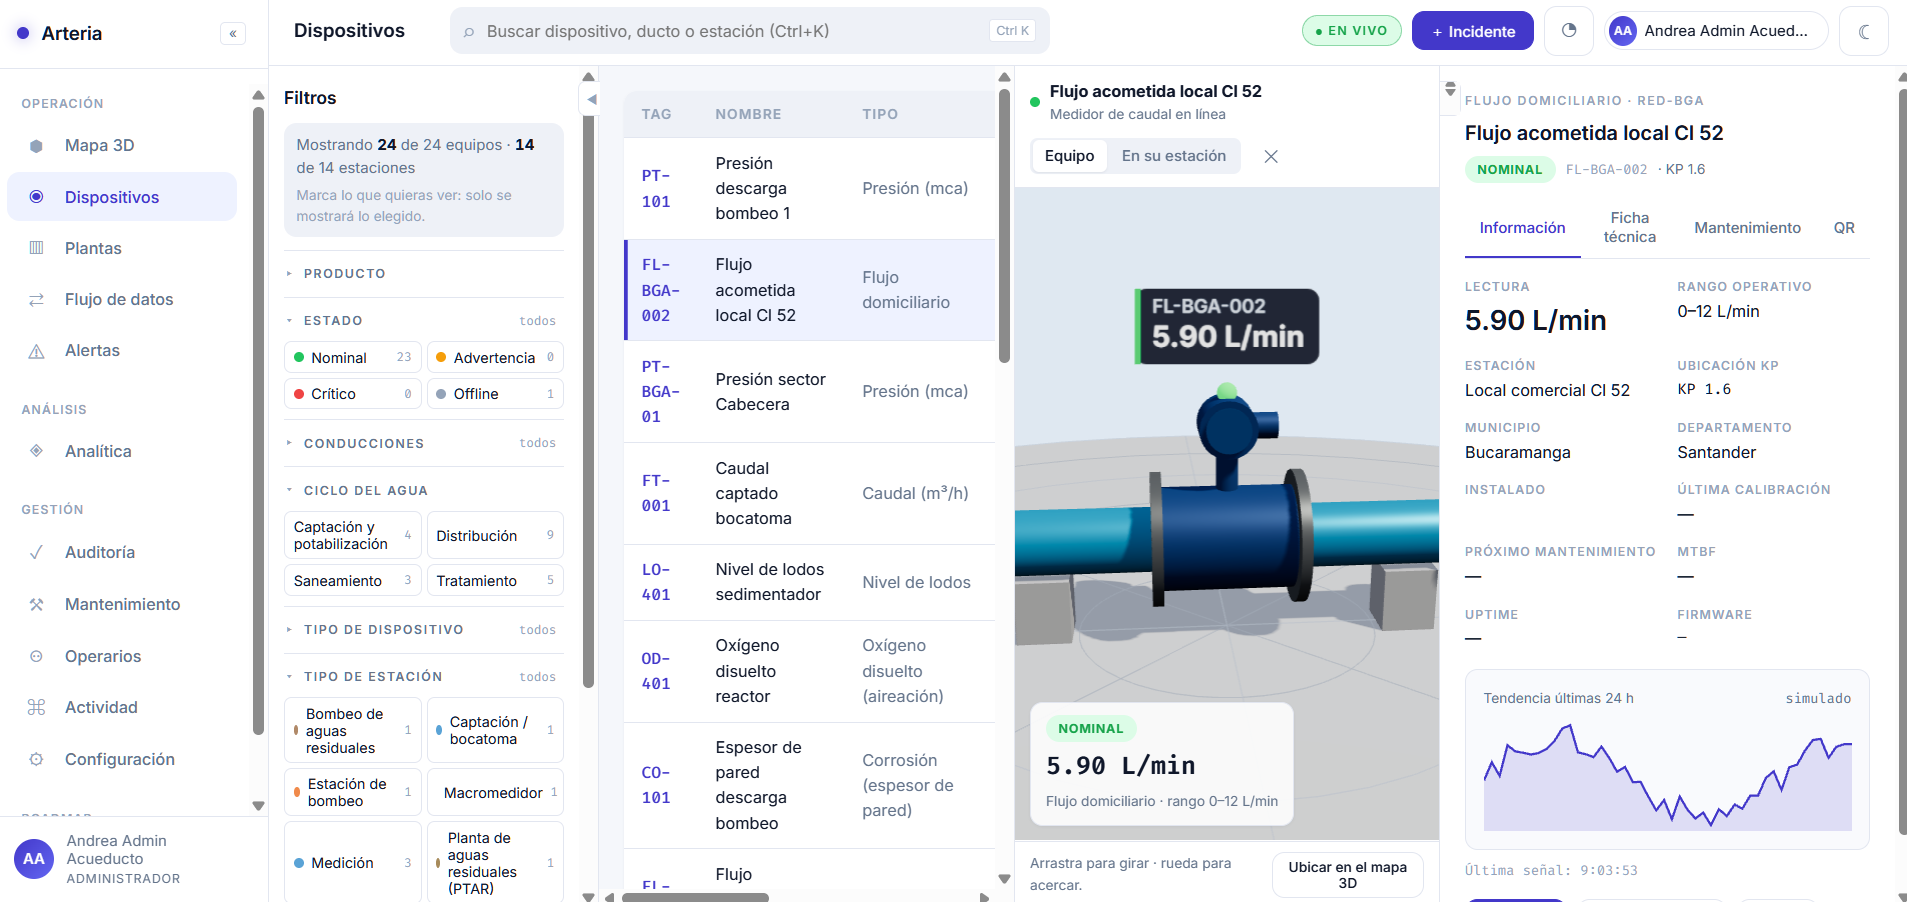 Arteria
«
OPERACIÓN
Mapa 3D
Dispositivos
Plantas
Flujo de datos
Alertas
ANÁLISIS
Analítica
GESTIÓN
Auditoría
Mantenimiento
Operarios
Actividad
Configuración
AA
Andrea Admin
Acueducto
ADMINISTRADOR
Dispositivos
Buscar dispositivo, ducto o estación (Ctrl+K)
Ctrl K
EN VIVO
+ Incidente
AA
Andrea Admin Acued...
Filtros
Mostrando 24 de 24 equipos · 14
de 14 estaciones
Marca lo que quieras ver: solo se
mostrará lo elegido.
PRODUCTO
ESTADO todos
Nominal 23
Advertencia 0
Crítico 0
Offline 1
CONDUCCIONES todos
CICLO DEL AGUA
Captación y
potabilización 4
Distribución 9
Saneamiento 3
Tratamiento 5
TIPO DE DISPOSITIVO todos
TIPO DE ESTACIÓN todos
Bombeo de
aguas
residuales 1
Captación /
bocatoma 1
Estación de
bombeo 1
Macromedidor 1
Medición 3
Planta de
aguas
residuales
(PTAR) 1
TAG NOMBRE TIPO
PT-
101
Presión
descarga
bombeo 1
Presión (mca)
FL-
BGA-
002
Flujo
acometida
local Cl 52
Flujo
domiciliario
PT-
BGA-
01
Presión sector
Cabecera
Presión (mca)
FT-
001
Caudal
captado
bocatoma
Caudal (m³/h)
LO-
401
Nivel de lodos
sedimentador
Nivel de lodos
OD-
401
Oxígeno
disuelto
reactor
Oxígeno
disuelto
(aireación)
CO-
101
Espesor de
pared
descarga
bombeo
Corrosión
(espesor de
pared)
Flujo
Flujo acometida local Cl 52
Medidor de caudal en línea
Equipo
En su estación
FL-BGA-002
5.90 L/min
NOMINAL
5.90 L/min
Flujo domiciliario · rango 0–12 L/min
Arrastra para girar · rueda para
acercar.
Ubicar en el mapa
3D
FLUJO DOMICILIARIO · RED-BGA
Flujo acometida local Cl 52
NOMINAL FL-BGA-002 · KP 1.6
Información
Ficha
técnica
Mantenimiento
QR
LECTURA
5.90 L/min
RANGO OPERATIVO
0–12 L/min
ESTACIÓN
Local comercial Cl 52
UBICACIÓN KP
KP 1.6
MUNICIPIO
Bucaramanga
DEPARTAMENTO
Santander
INSTALADO
ÚLTIMA CALIBRACIÓN
—
PRÓXIMO MANTENIMIENTO
—
MTBF
—
UPTIME
—
FIRMWARE
—
Tendencia últimas 24 h simulado
Última señal: 9:03:53